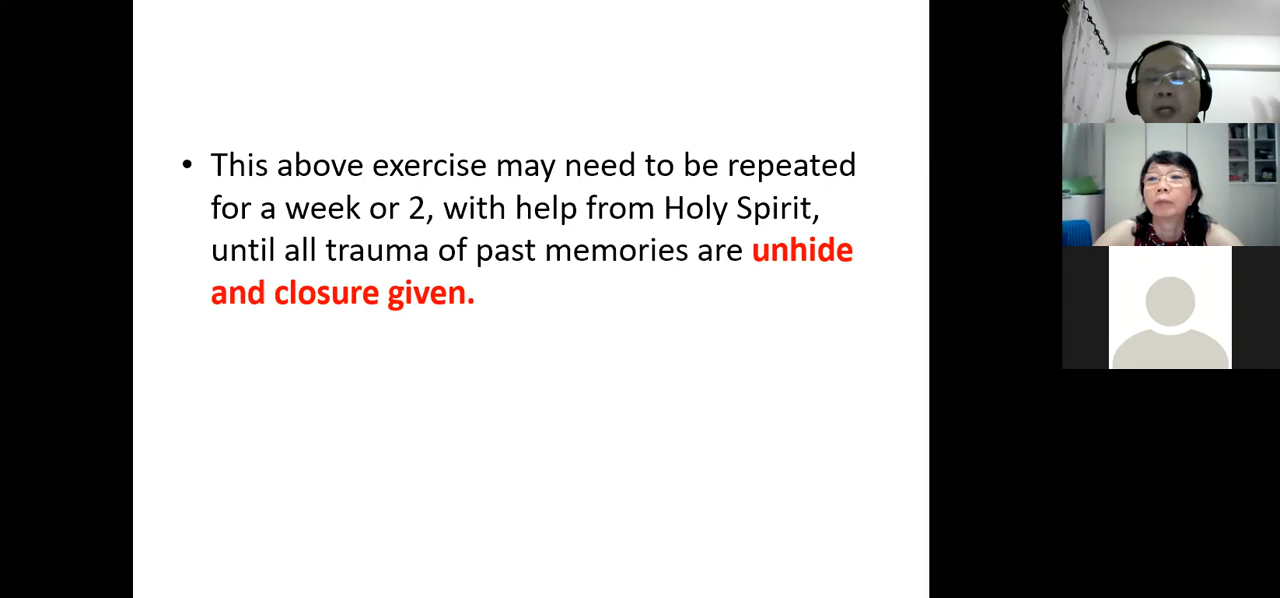 • This above exercise may need to be repeated
for a week or 2, with help from Holy Spirit,
until all trauma of past memories are unhide
and closure given.